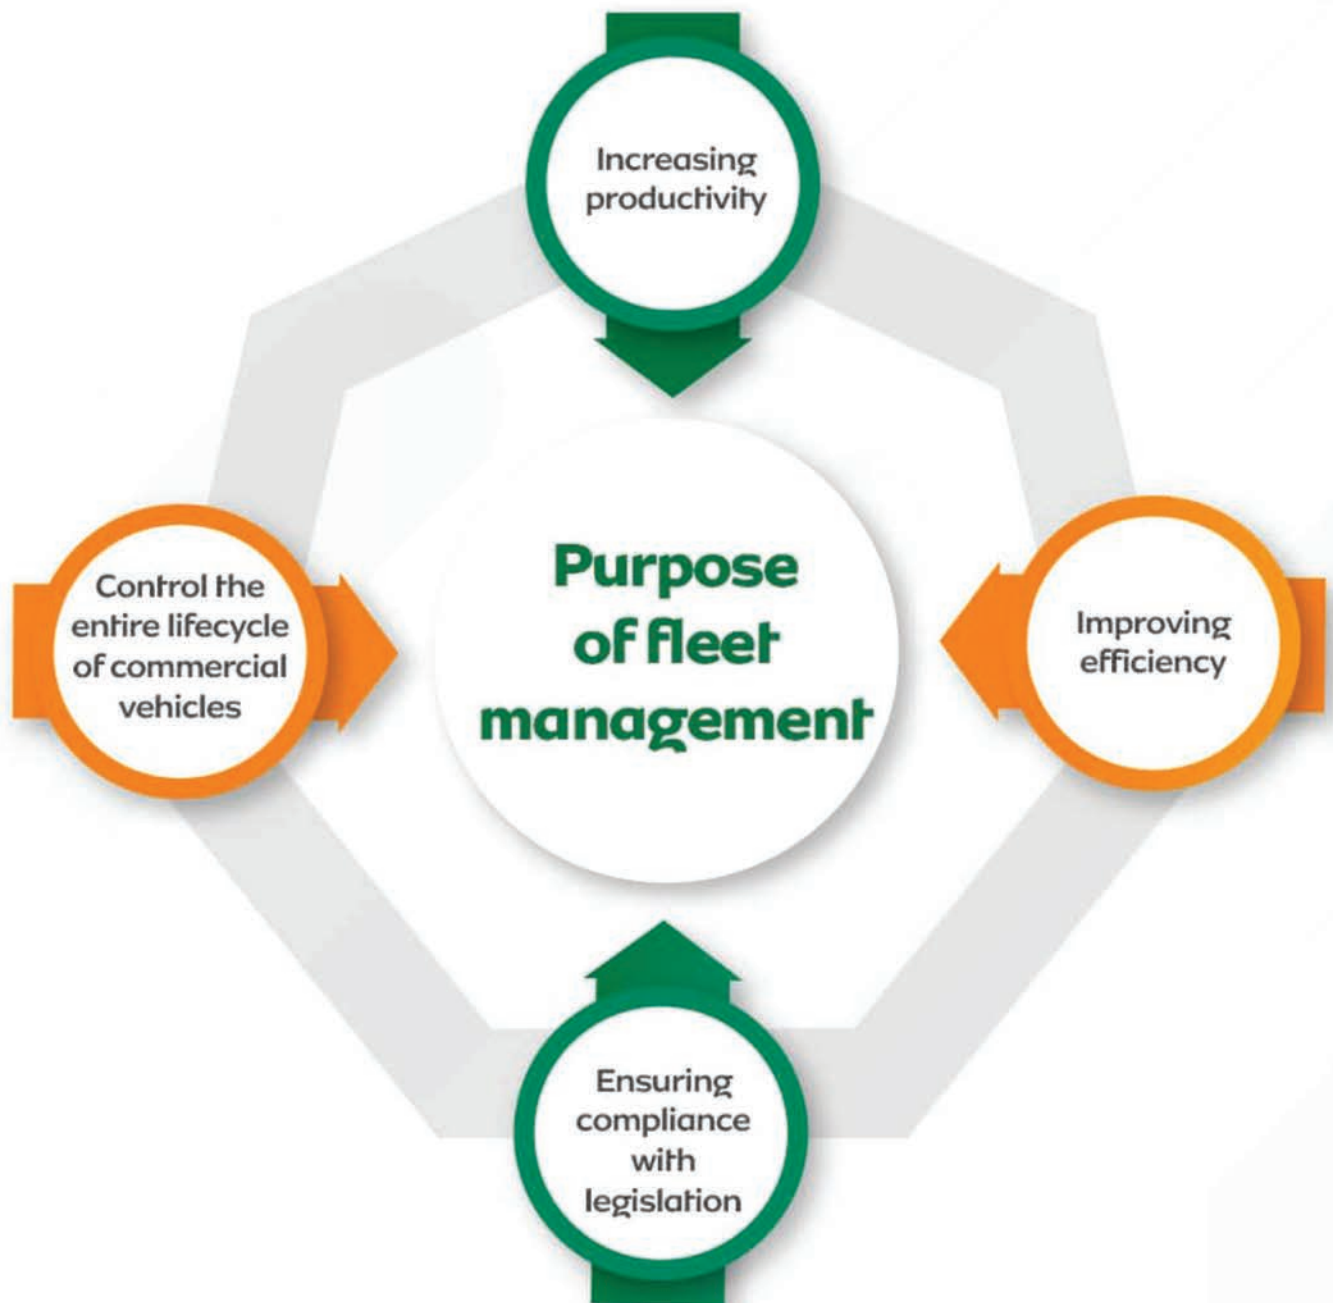 Increasing
productivity
Control the
entire lifecycle
of commercial
vehicles
Purpose
of fleet
management
Improving
efficiency
Ensuring
compliance
with
legislation